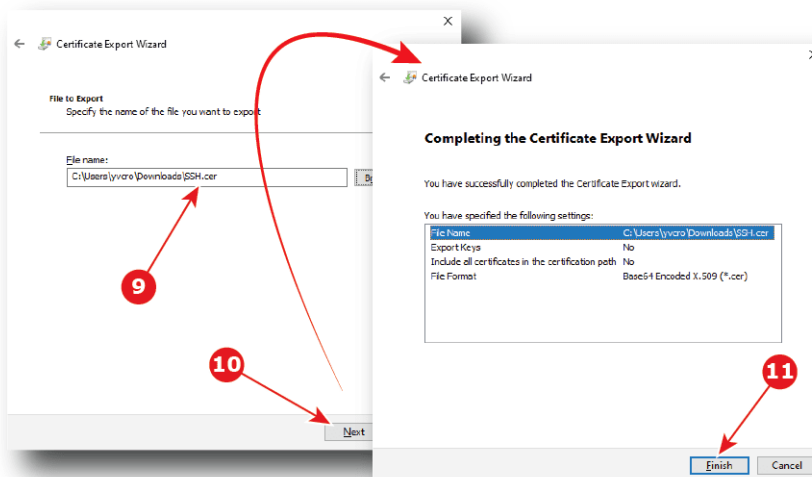 Certificate Export Wizard
File to Export
Specify the name of the file you want to export
File name:
C:\Users\yvcro\Downloads\SSH.cer
9
10
Next
Certificate Export Wizard
Completing the Certificate Export Wizard
You have successfully completed the Certificate Export wizard.
You have specified the following settings:
File Name C:\Users\yvcro\Downloads\SSH.cer
Export Keys No
Include all certificates in the certification path No
File Format Base64 Encoded X.509 (*.cer)
11
Finish Cancel